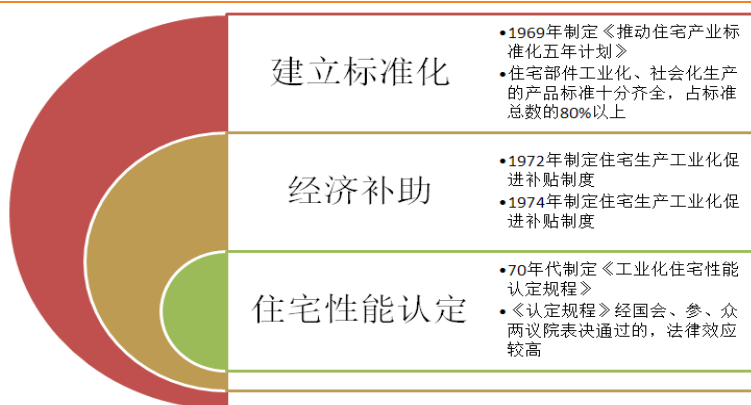 建立标准化
•1969年制定《推动住宅产业标
准化五年计划》
•住宅部件工业化、社会化生产
的产品标准十分齐全，占标准
总数的80%以上
经济补助
•1972年制定住宅生产工业化促
进补贴制度
•1974年制定住宅生产工业化促
进补贴制度
住宅性能认定
•70年代制定《工业化住宅性能
认定规程》
•《认定规程》经国会、参、众
两议院表决通过的，法律效应
较高